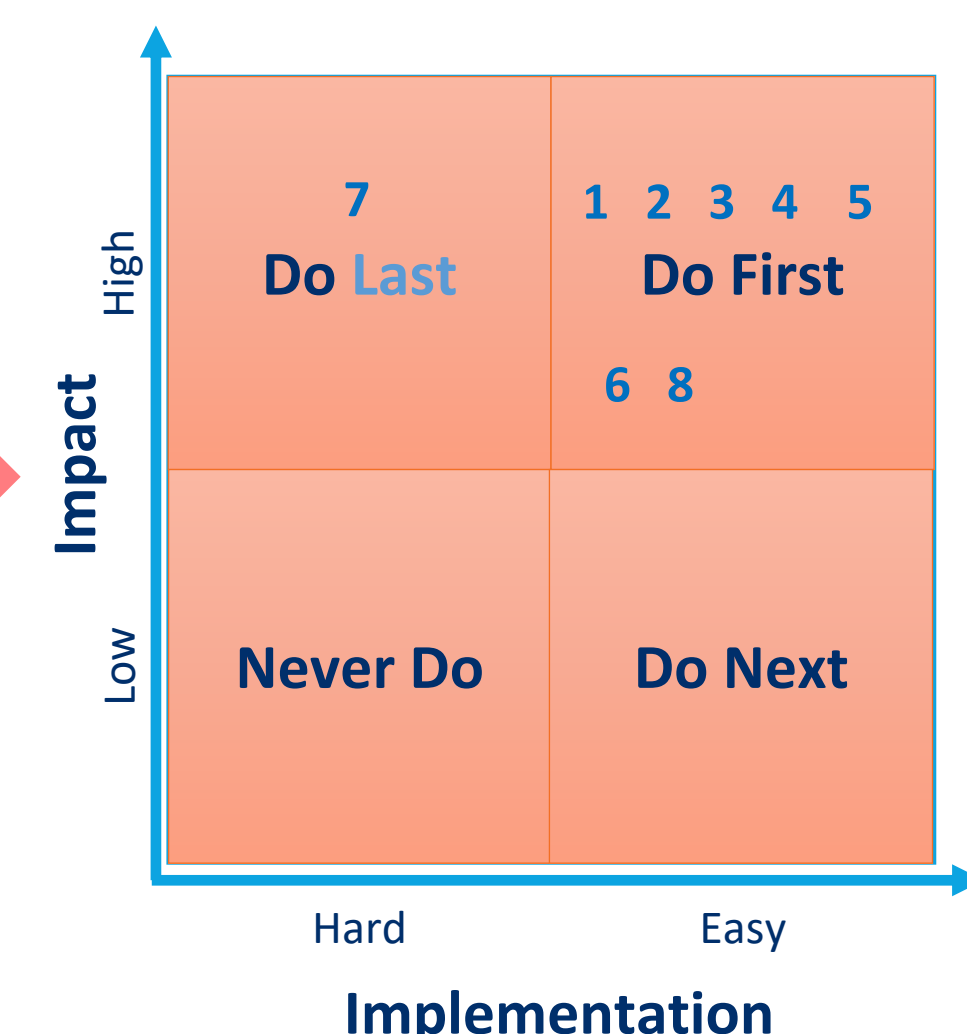 7
Do Last
1 2 3 4 5
Do First
6 8
High
Impact
Low
Never Do
Do Next
Hard
Easy
Implementation